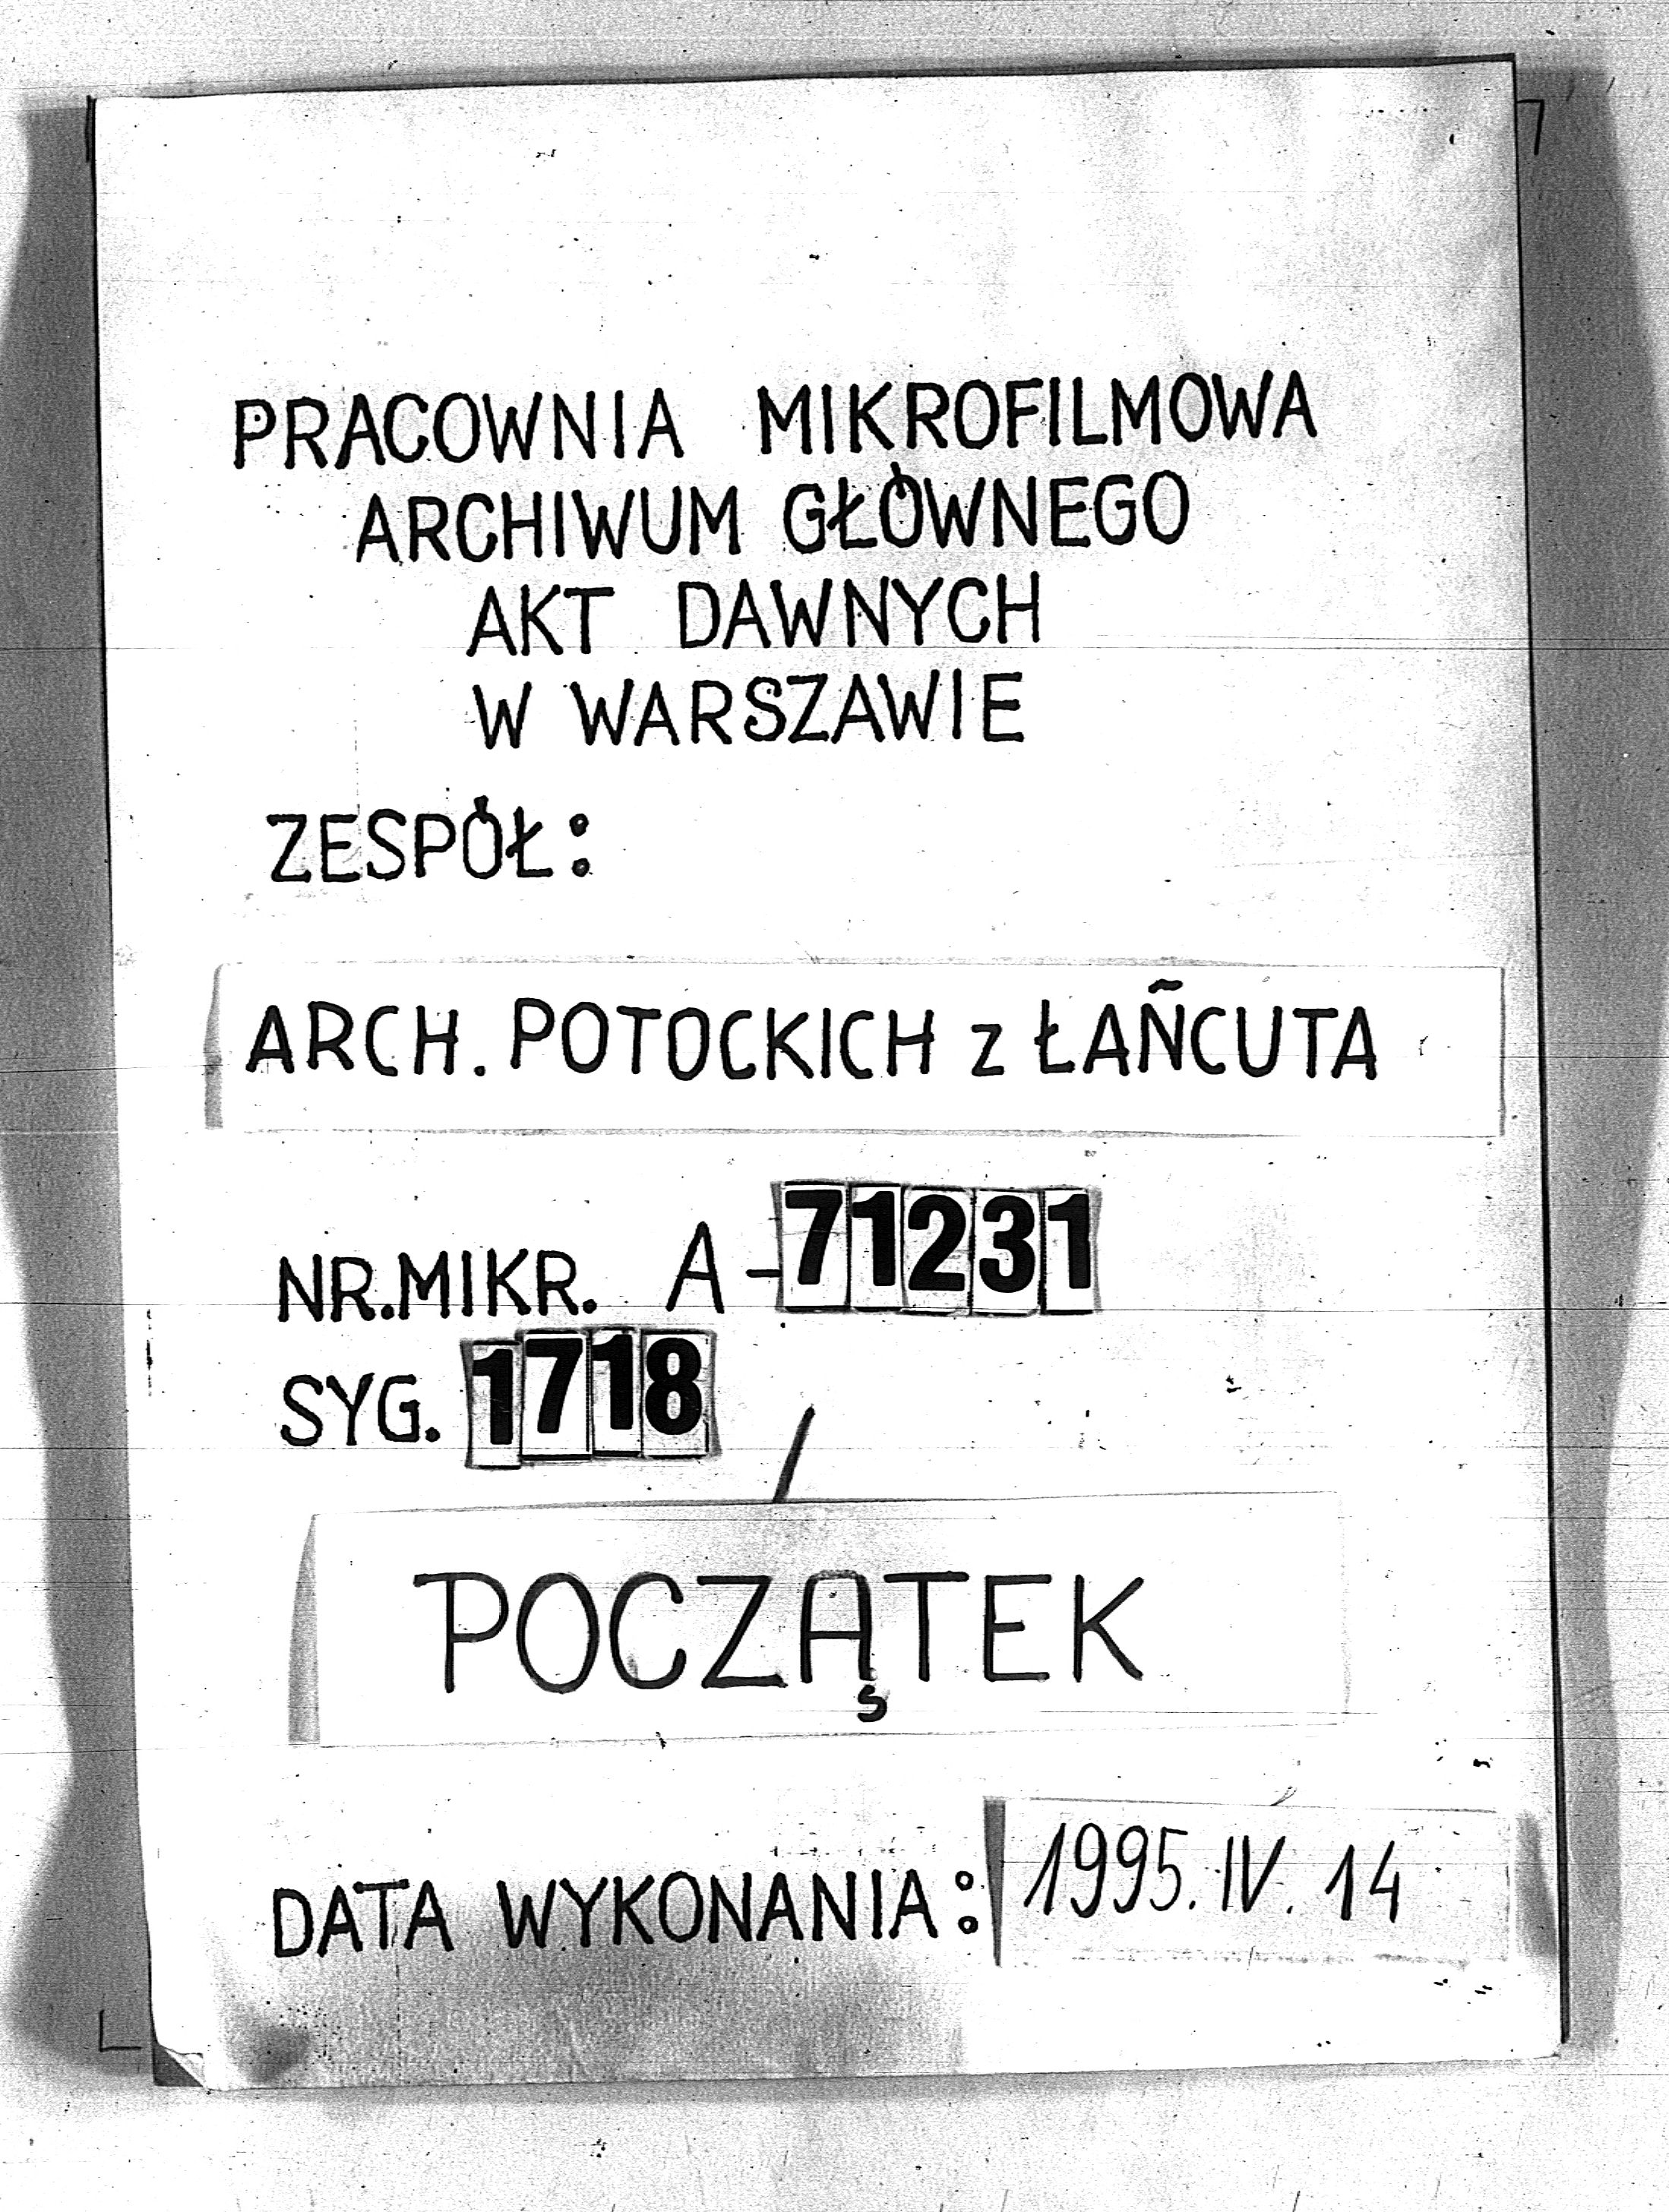 PRACOWNIA MIKROFILMOWA
ARCHIWUM GŁÓWNEGO
AKT DAWNYCH
W WARSZAWIE
ZESPÓŁ:
ARCH. POTOCKICH z ŁAŃCUTA
NR.MIKR. A-71231
SYG. 1718
POCZĄTEK
DATA WYKONANIA: 1995.IV.14